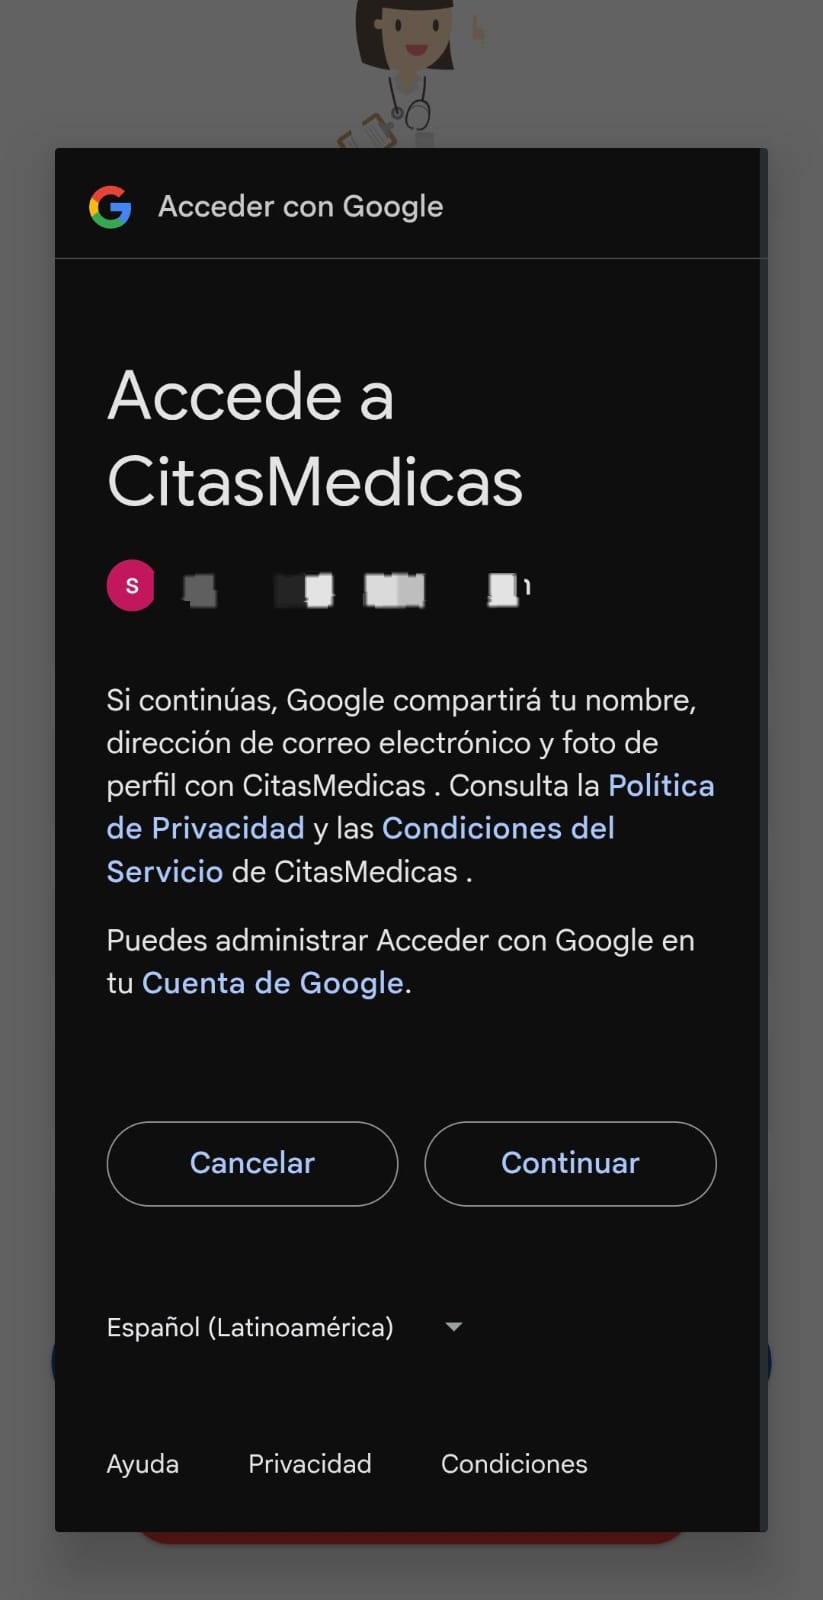 Acceder con Google
Accede a
CitasMedicas
S
Si continúas, Google compartirá tu nombre,
dirección de correo electrónico y foto de
perfil con CitasMedicas . Consulta la Política
de Privacidad y las Condiciones del
Servicio de CitasMedicas .
Puedes administrar Acceder con Google en
tu Cuenta de Google.
Cancelar Continuar
Español (Latinoamérica)
Ayuda Privacidad Condiciones